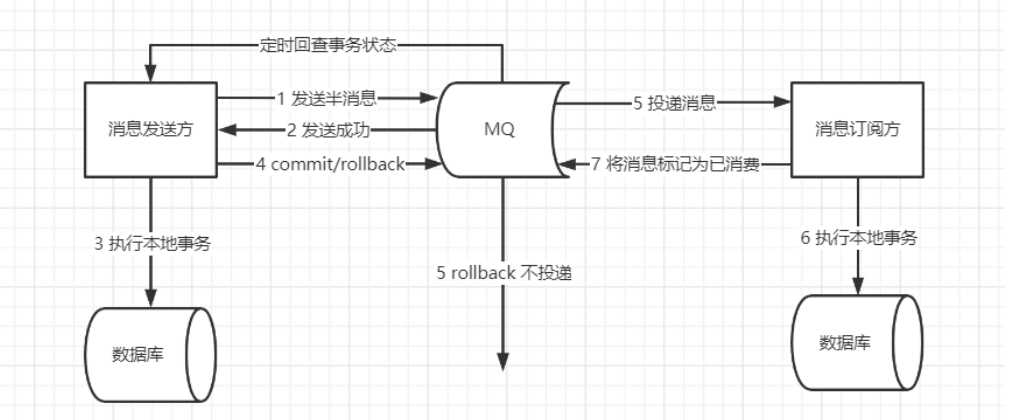 定时回查事务状态
1 发送半消息
5 投递消息
消息发送方
2 发送成功
MQ
消息订阅方
4 commit/rollback
7 将消息标记为已消费
3 执行本地事务
6 执行本地事务
5 rollback 不投递
数据库
数据库